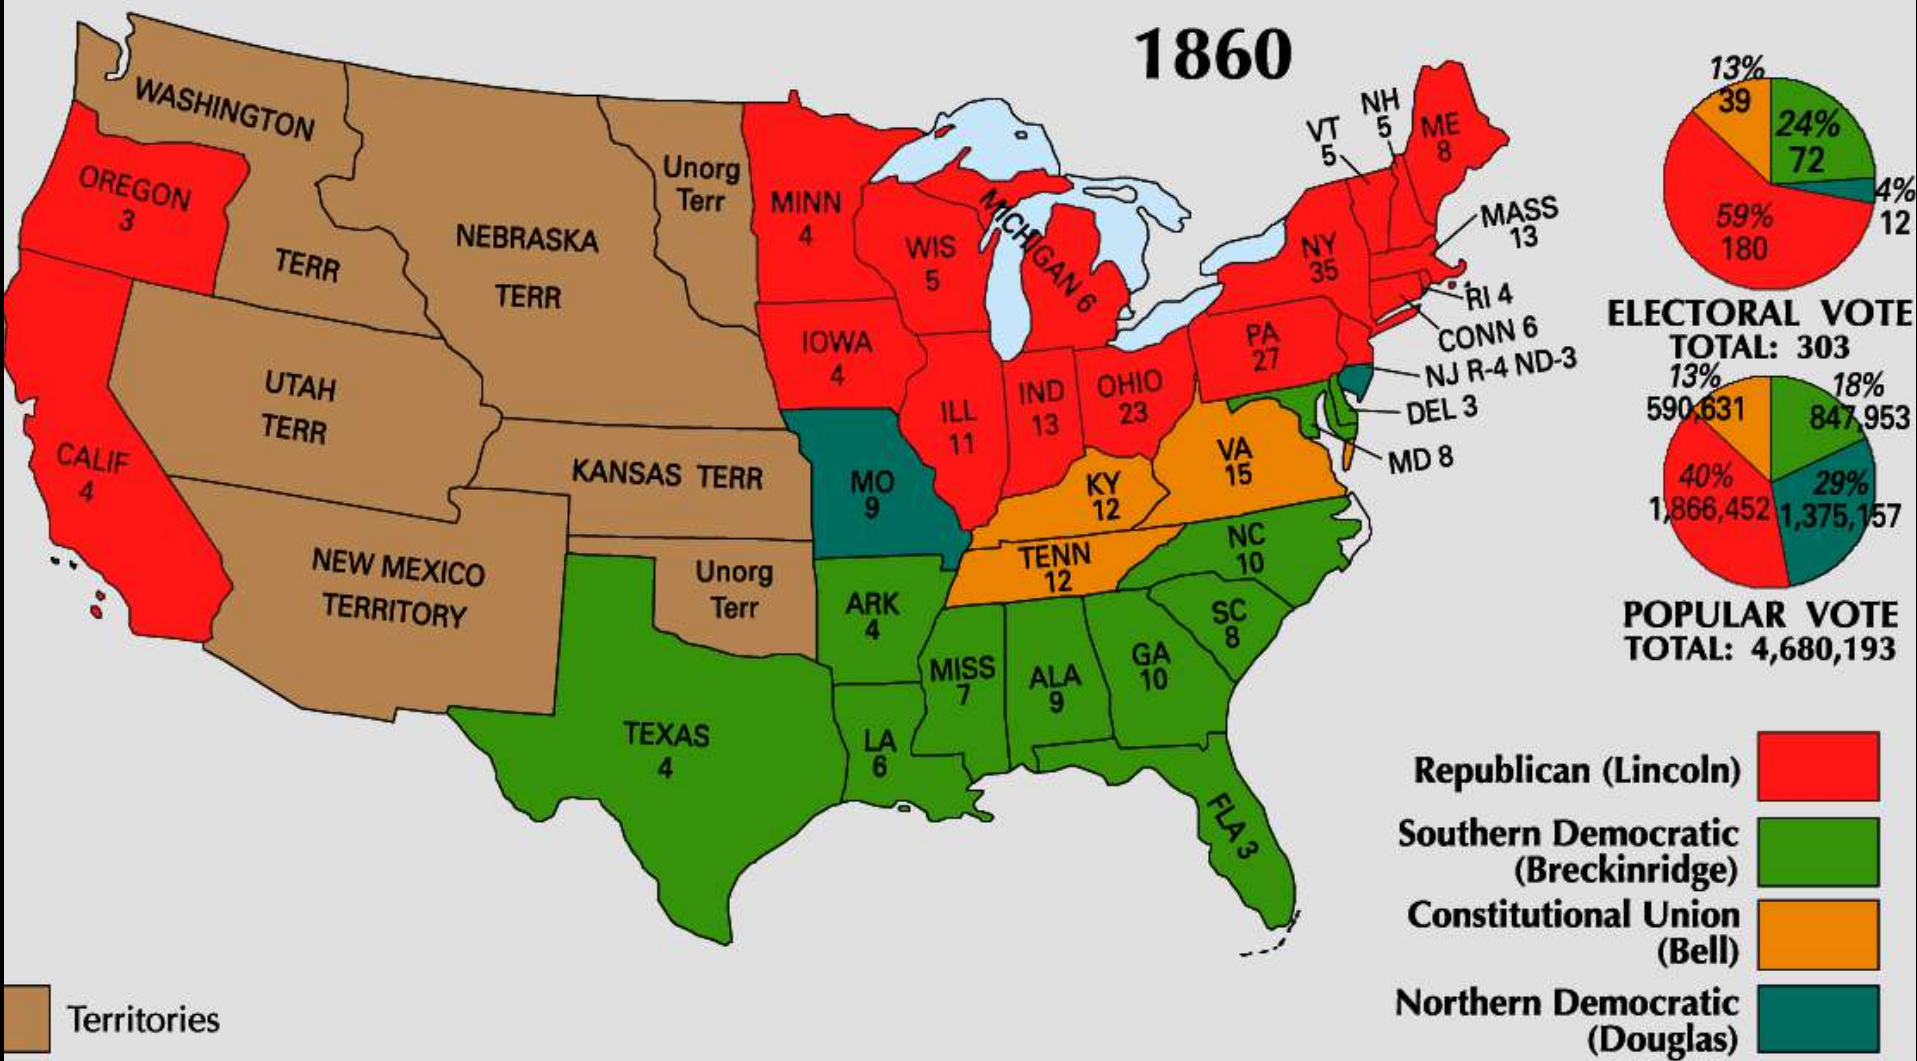 1860
WASHINGTON
TERR
OREGON
3
CALIF
4
NEBRASKA
TERR
Unorg
Terr
UTAH
TERR
KANSAS TERR
NEW MEXICO
TERRITORY
Unorg
Terr
TEXAS
4
MINN
4
IOWA
4
MO
9
ARK
4
LA
6
WIS
5
ILL
11
MICHIGAN 6
IND
13
OHIO
23
KY
12
TENN
12
MISS
7
ALA
9
GA
10
FLA 3
SC
8
NC
10
VA
15
PA
27
NY
35
VT
5
NH
5
ME
8
MASS
13
RI 4
CONN 6
NJ R-4 ND-3
DEL 3
MD 8
13%
39
24%
72
4%
12
59%
180
ELECTORAL VOTE
TOTAL: 303
13%
590,631
18%
847,953
40%
1,866,452
29%
1,375,157
POPULAR VOTE
TOTAL: 4,680,193
Republican (Lincoln)
Southern Democratic
(Breckinridge)
Constitutional Union
(Bell)
Northern Democratic
(Douglas)
Territories